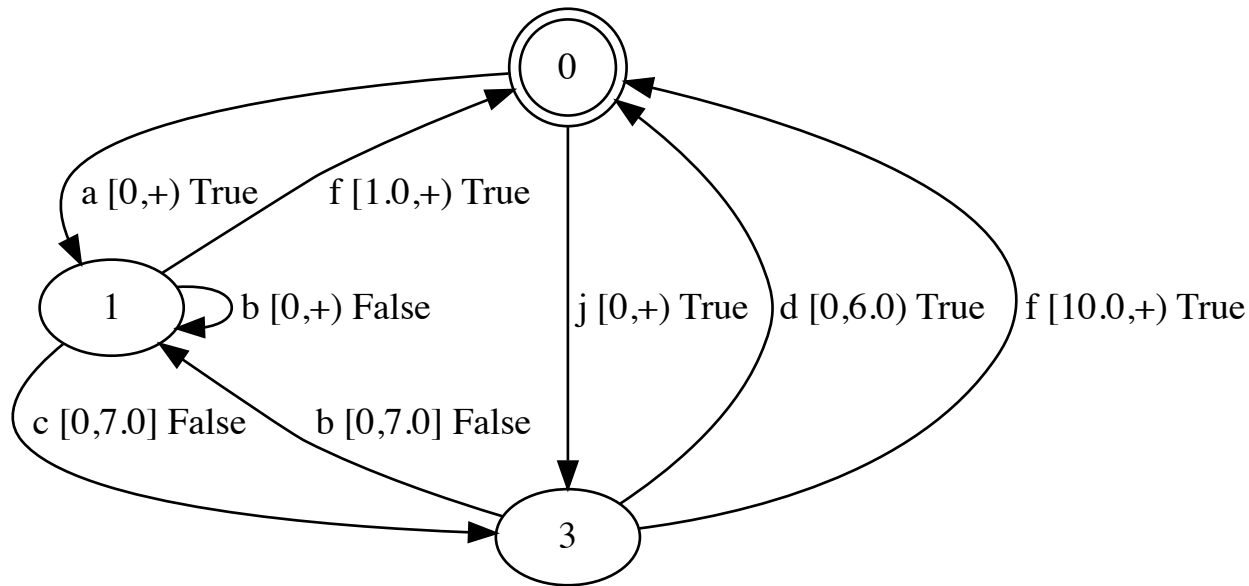 0
a [0,+) True
f [1.0,+) True
1
b [0,+) False
j [0,+) True
d [0,6.0) True
f [10.0,+) True
c [0,7.0] False
b [0,7.0] False
3